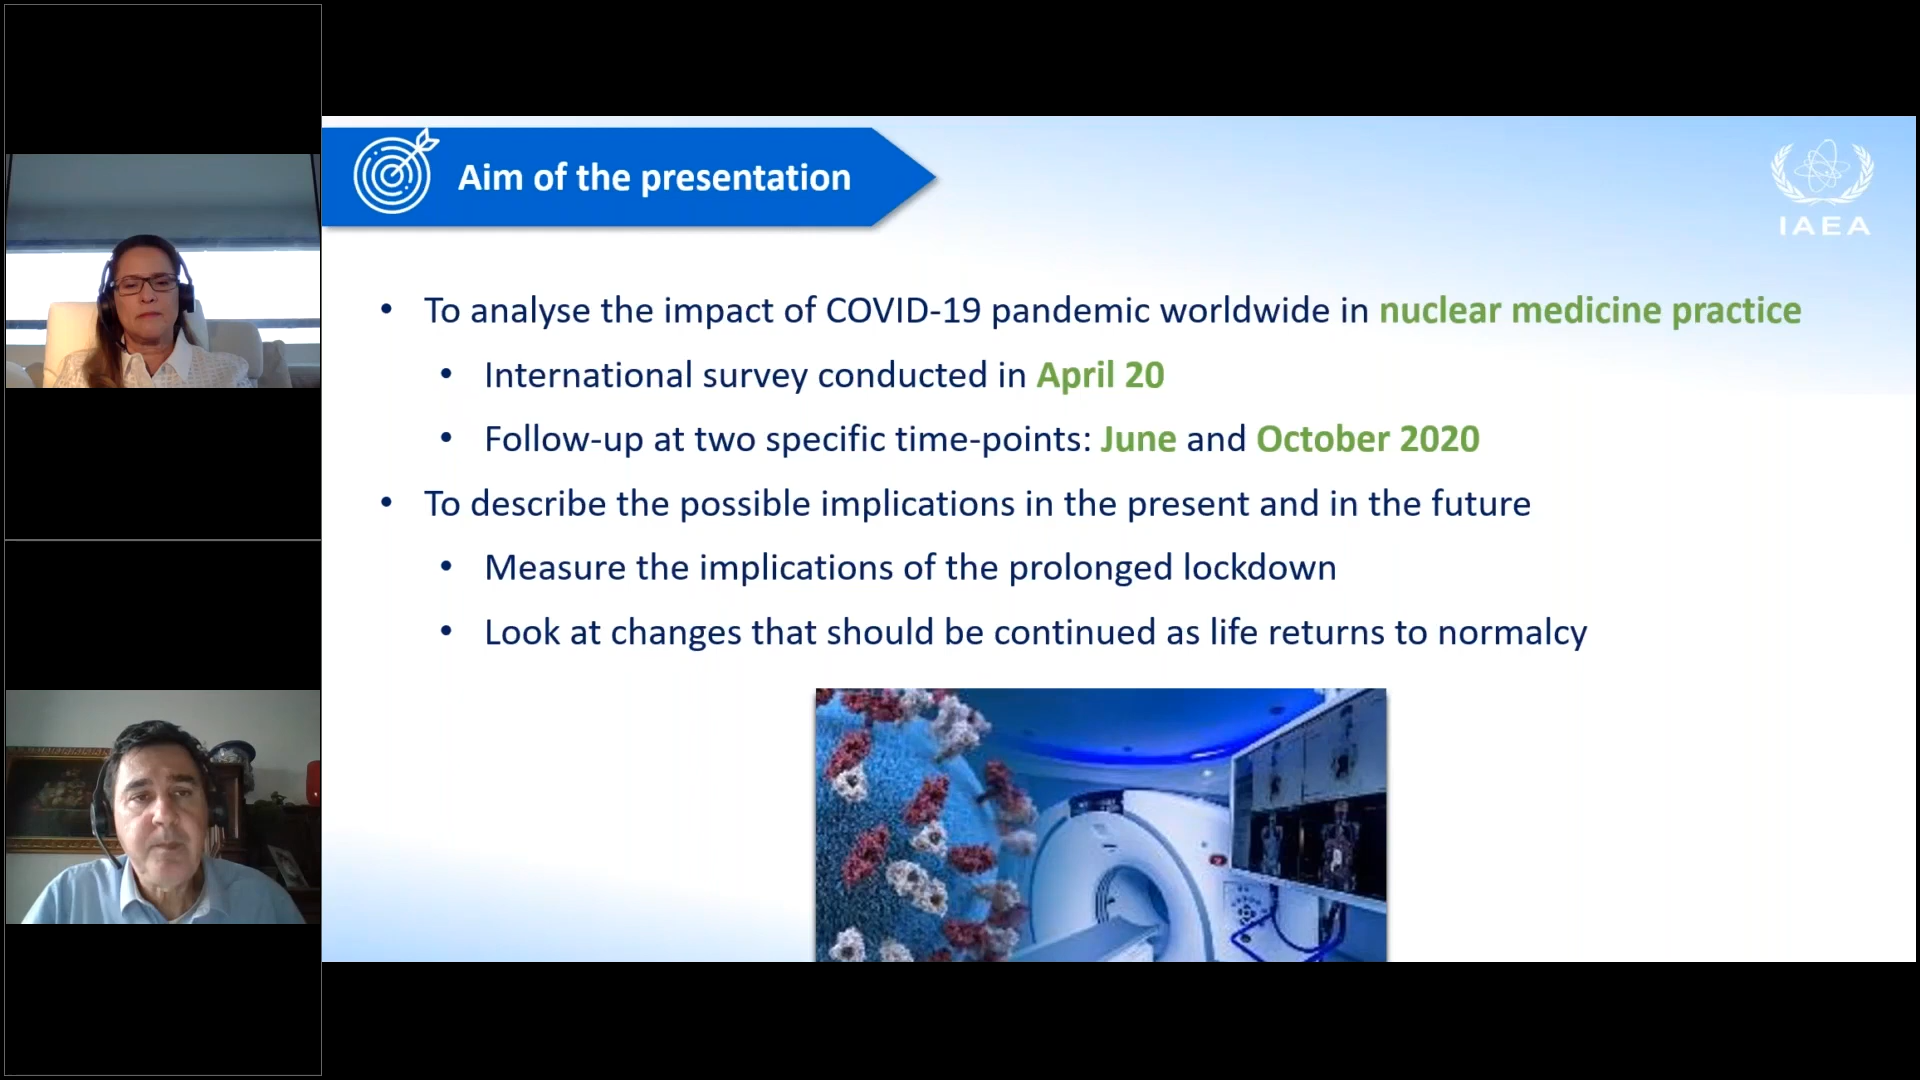 Aim of the presentation
IAEA
• To analyse the impact of COVID-19 pandemic worldwide in nuclear medicine practice
• International survey conducted in April 20
• Follow-up at two specific time-points: June and October 2020
• To describe the possible implications in the present and in the future
• Measure the implications of the prolonged lockdown
• Look at changes that should be continued as life returns to normalcy